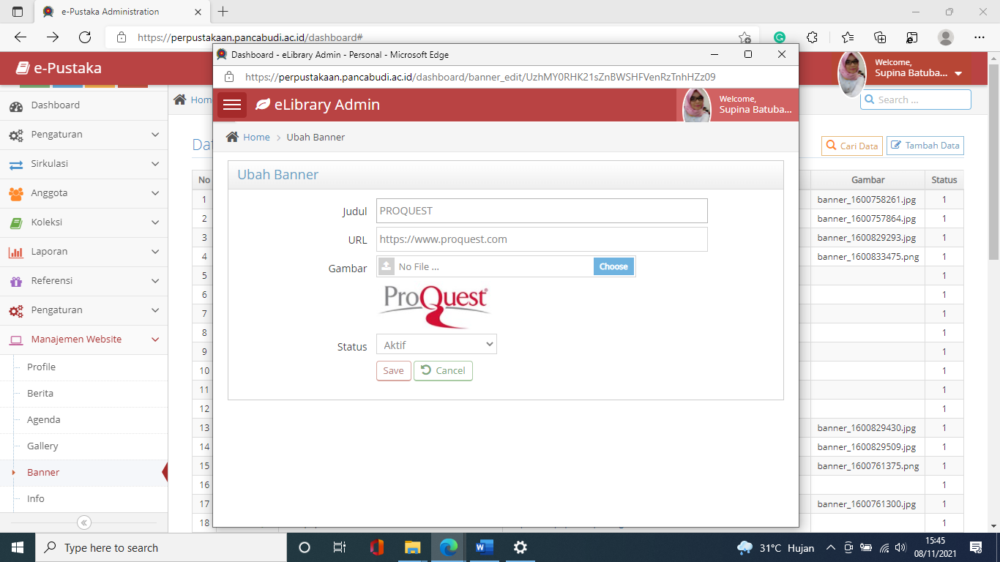 e-Pustaka Administration
https://perpustakaan.pancabudi.ac.id/dashboard#
e-Pustaka
Welcome,
Supina Batuba...
Dashboard - eLibrary Admin - Personal - Microsoft Edge
https://perpustakaan.pancabudi.ac.id/dashboard/banner_edit/UzhMY0RHK21sZnBWSHFVenRzTnhHZz09
eLibrary Admin
Welcome,
Supina Batuba...
Home > Ubah Banner
Ubah Banner
Judul PROQUEST
URL https://www.proquest.com
Gambar No File ... Choose
ProQuest
Status Aktif
Save Cancel
Dashboard
Pengaturan
Sirkulasi
Anggota
Koleksi
Laporan
Referensi
Pengaturan
Manajemen Website
Profile
Berita
Agenda
Gallery
Banner
Info
Hom
Search ...
Dat
Cari Data Tambah Data
No Gambar Status
1 banner_1600758261.jpg 1
2 banner_1600757864.jpg 1
3 banner_1600829293.jpg 1
4 banner_1600833475.png 1
5 1
6 1
7 1
8 1
9 1
10 1
11 1
12 1
13 banner_1600829430.jpg 1
14 banner_1600829509.jpg 1
15 banner_1600761375.png 1
16 1
17 banner_1600761300.jpg 1
18 1
Type here to search
31°C Hujan
15:45
08/11/2021